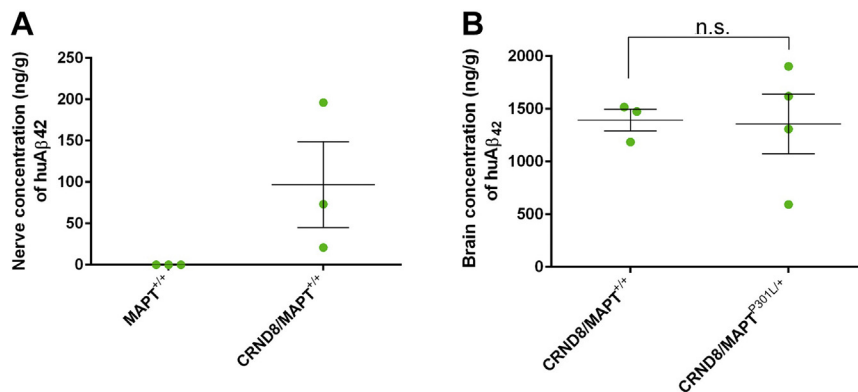 A
Nerve concentration (ng/g)
of huAβ42
250
200
150
100
50
0
MAPT+/+
CRND8/MAPT+/+
B
n.s.
Brain concentration (ng/g)
of huAβ42
2000
1500
1000
500
0
CRND8/MAPT+/+
CRND8/MAPTP301L/+